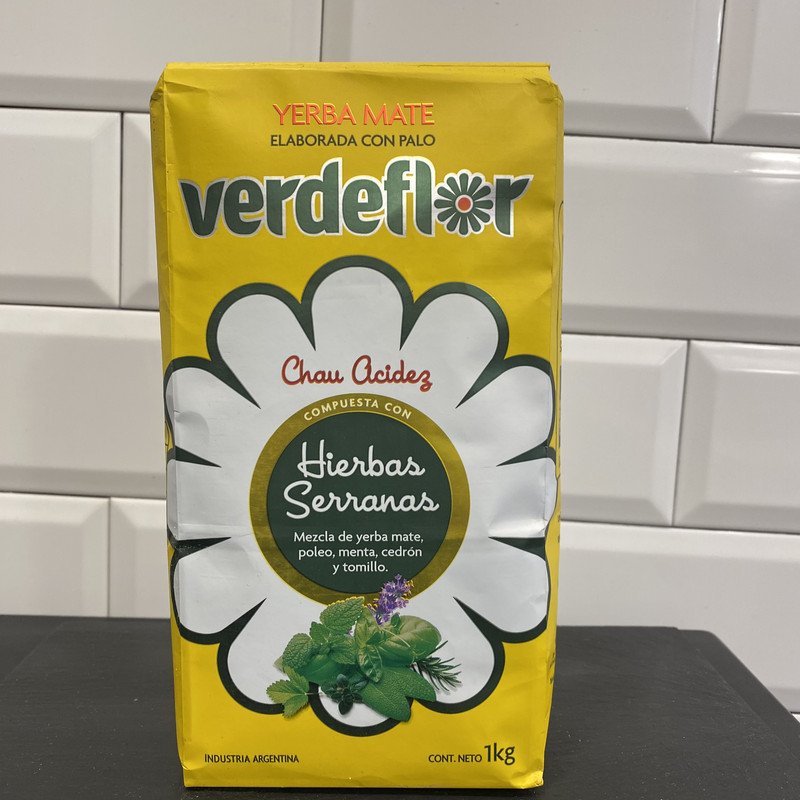 YERBA MATE
ELABORADA CON PALO
verdeflor
Chau Acidez
COMPUESTA CON
Hierbas
Serranas
Mezcla de yerba mate,
poleo, menta, cedrón
y tomillo.
INDUSTRIA ARGENTINA
CONT. NETO 1kg